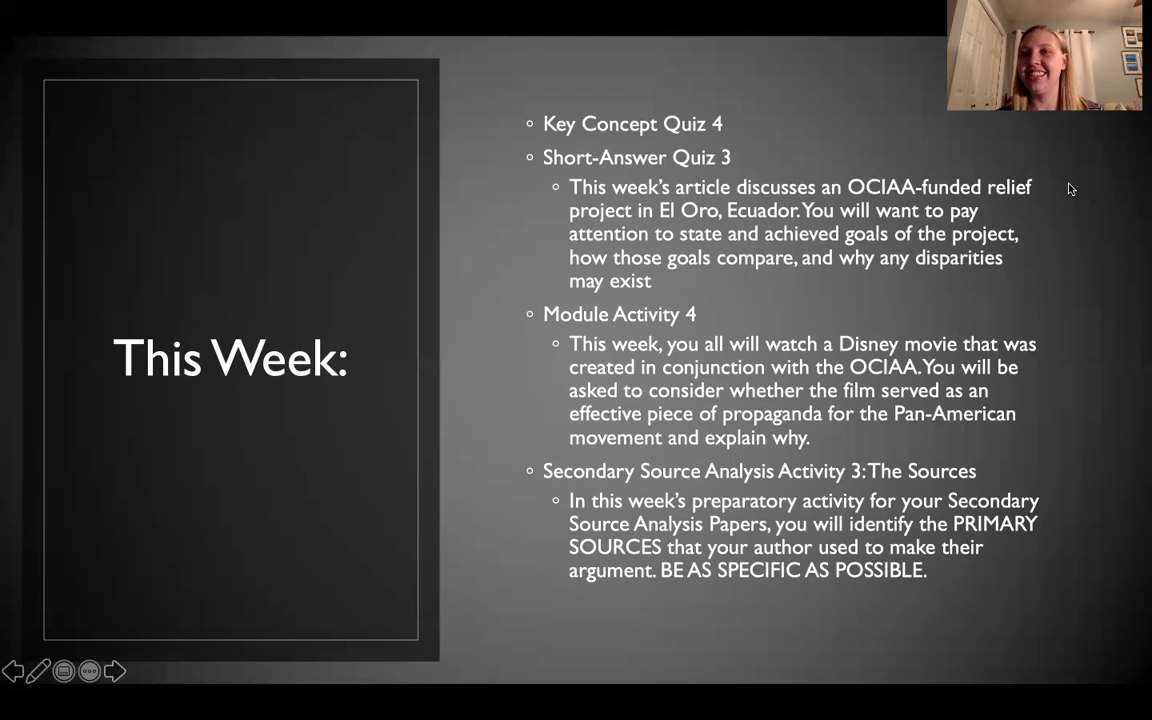 This Week:
Key Concept Quiz 4
Short-Answer Quiz 3
This week's article discusses an OCIAA-funded relief
project in El Oro, Ecuador. You will want to pay
attention to state and achieved goals of the project,
how those goals compare, and why any disparities
may exist
Module Activity 4
This week, you all will watch a Disney movie that was
created in conjunction with the OCIAA. You will be
asked to consider whether the film served as an
effective piece of propaganda for the Pan-American
movement and explain why.
Secondary Source Analysis Activity 3: The Sources
In this week's preparatory activity for your Secondary
Source Analysis Papers, you will identify the PRIMARY
SOURCES that your author used to make their
argument. BE AS SPECIFIC AS POSSIBLE.